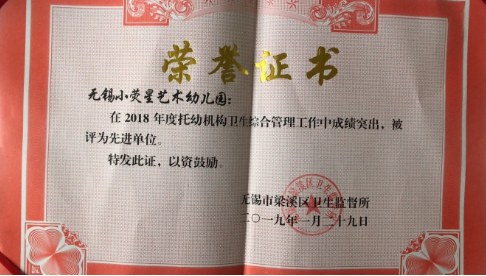 荣誉证书
无锡小荧星艺术幼儿园：
在 2018 年度托幼机构卫生综合管理工作中成绩突出，被
评为先进单位。
特发此证，以资鼓励。
无锡市梁溪区卫生监督所
二〇一九年一月二十九日